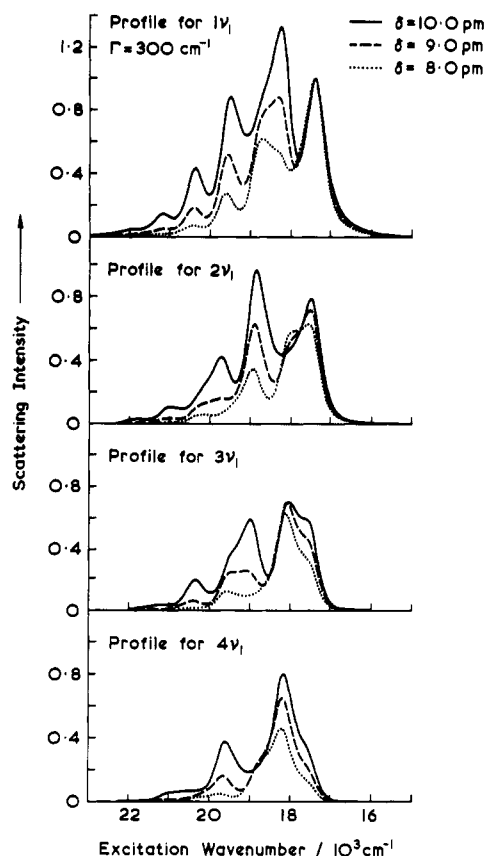 Profile for 1ν₁
Γ=300 cm⁻¹
δ=10·0 pm
δ= 9·0 pm
δ= 8·0 pm
1·2
0·8
0·4
0
Profile for 2ν₁
0·8
0·4
0
Profile for 3ν₁
0·8
0·4
0
Profile for 4ν₁
0·8
0·4
0
Scattering Intensity
22 20 18 16
Excitation Wavenumber / 10³cm⁻¹